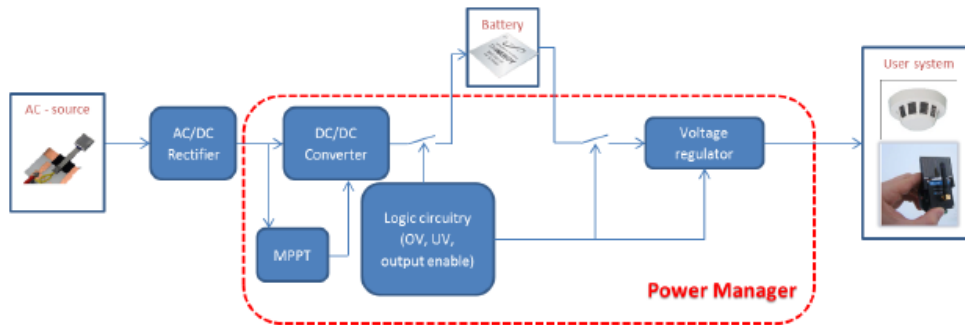 Battery
User system
AC - source
AC/DC
Rectifier
DC/DC
Converter
Voltage
regulator
Logic circuitry
(OV, UV,
output enable)
MPPT
Power Manager